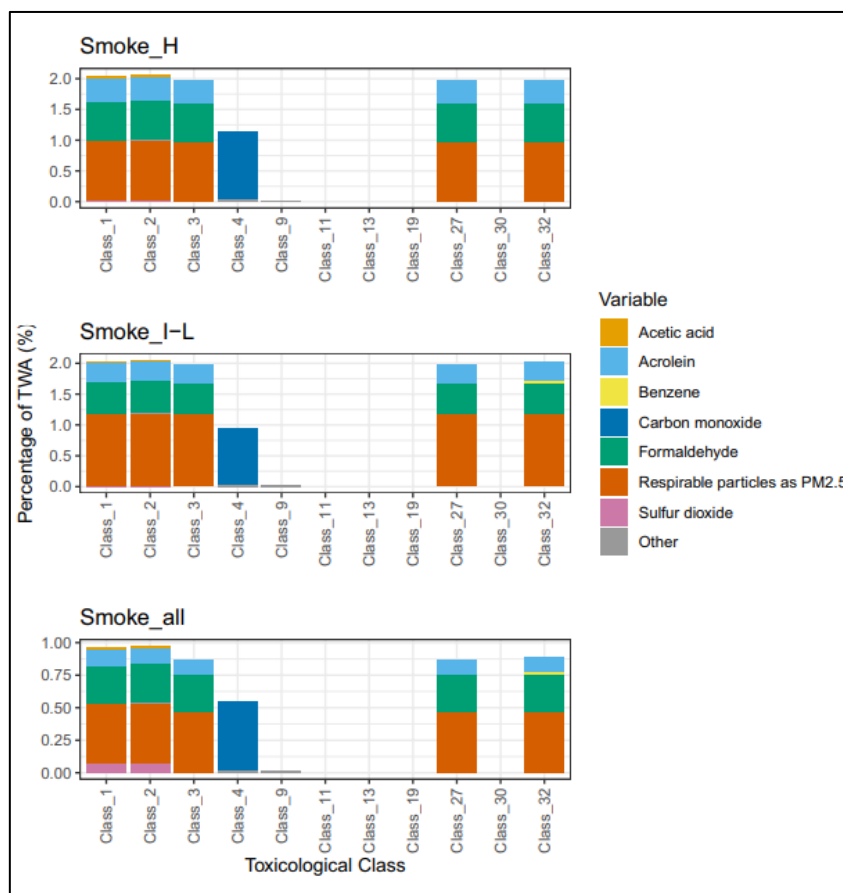 Smoke_H
2.0
1.5
1.0
0.5
0.0
Class_1
Class_2
Class_3
Class_4
Class_9
Class_11
Class_13
Class_19
Class_27
Class_30
Class_32
Percentage of TWA (%)
Smoke_I−L
2.0
1.5
1.0
0.5
0.0
Class_1
Class_2
Class_3
Class_4
Class_9
Class_11
Class_13
Class_19
Class_27
Class_30
Class_32
Variable
Acetic acid
Acrolein
Benzene
Carbon monoxide
Formaldehyde
Respirable particles as PM2.5
Sulfur dioxide
Other
Smoke_all
1.00
0.75
0.50
0.25
0.00
Class_1
Class_2
Class_3
Class_4
Class_9
Class_11
Class_13
Class_19
Class_27
Class_30
Class_32
Toxicological Class